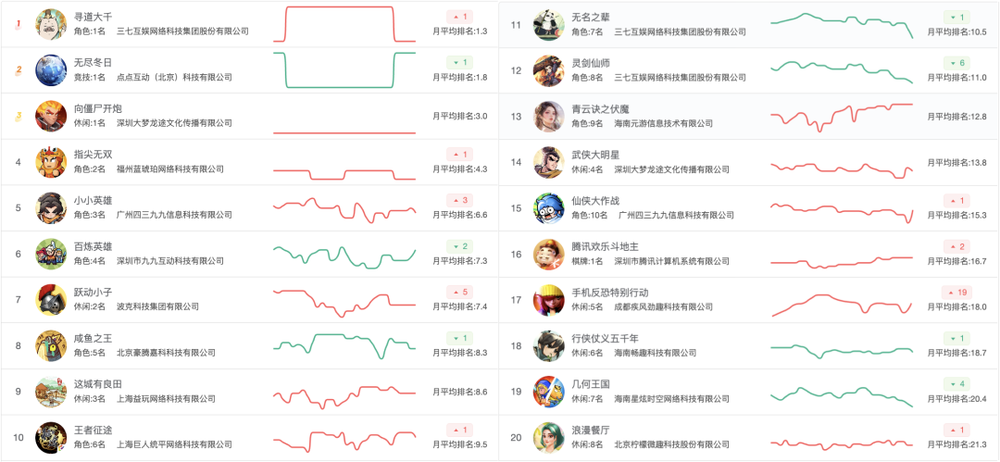 1
寻道大千
角色:1名 三七互娱网络科技集团股份有限公司
1
月平均排名:1.3
2
无尽冬日
竞技:1名 点点互动（北京）科技有限公司
1
月平均排名:1.8
3
向僵尸开炮
休闲:1名 深圳大梦龙途文化传播有限公司
月平均排名:3.0
4
指尖无双
角色:2名 福州蓝琥珀网络科技有限公司
1
月平均排名:4.3
5
小小英雄
角色:3名 广州四三九九信息科技有限公司
3
月平均排名:6.6
6
百炼英雄
角色:4名 深圳市九九互动科技有限公司
2
月平均排名:7.3
7
跃动小子
休闲:2名 波克科技集团有限公司
5
月平均排名:7.4
8
咸鱼之王
角色:5名 北京豪腾嘉科科技有限公司
1
月平均排名:8.3
9
这城有良田
休闲:3名 上海益玩网络科技有限公司
月平均排名:8.6
10
王者征途
角色:6名 上海巨人统平网络科技有限公司
1
月平均排名:9.5
11
无名之辈
角色:7名 三七互娱网络科技集团股份有限公司
1
月平均排名:10.5
12
灵剑仙师
角色:8名 三七互娱网络科技集团股份有限公司
6
月平均排名:11.0
13
青云诀之伏魔
角色:9名 海南元游信息技术有限公司
月平均排名:12.8
14
武侠大明星
休闲:4名 深圳大梦龙途文化传播有限公司
月平均排名:13.8
15
仙侠大作战
角色:10名 广州四三九九信息科技有限公司
1
月平均排名:15.3
16
腾讯欢乐斗地主
棋牌:1名 深圳市腾讯计算机系统有限公司
2
月平均排名:16.7
17
手机反恐特别行动
休闲:5名 成都疾风劲趣科技有限公司
19
月平均排名:18.0
18
行侠仗义五千年
休闲:6名 海南畅趣科技有限公司
1
月平均排名:18.7
19
几何王国
休闲:7名 海南星炫时空网络科技有限公司
4
月平均排名:20.4
20
浪漫餐厅
休闲:8名 北京柠檬微趣科技股份有限公司
1
月平均排名:21.3